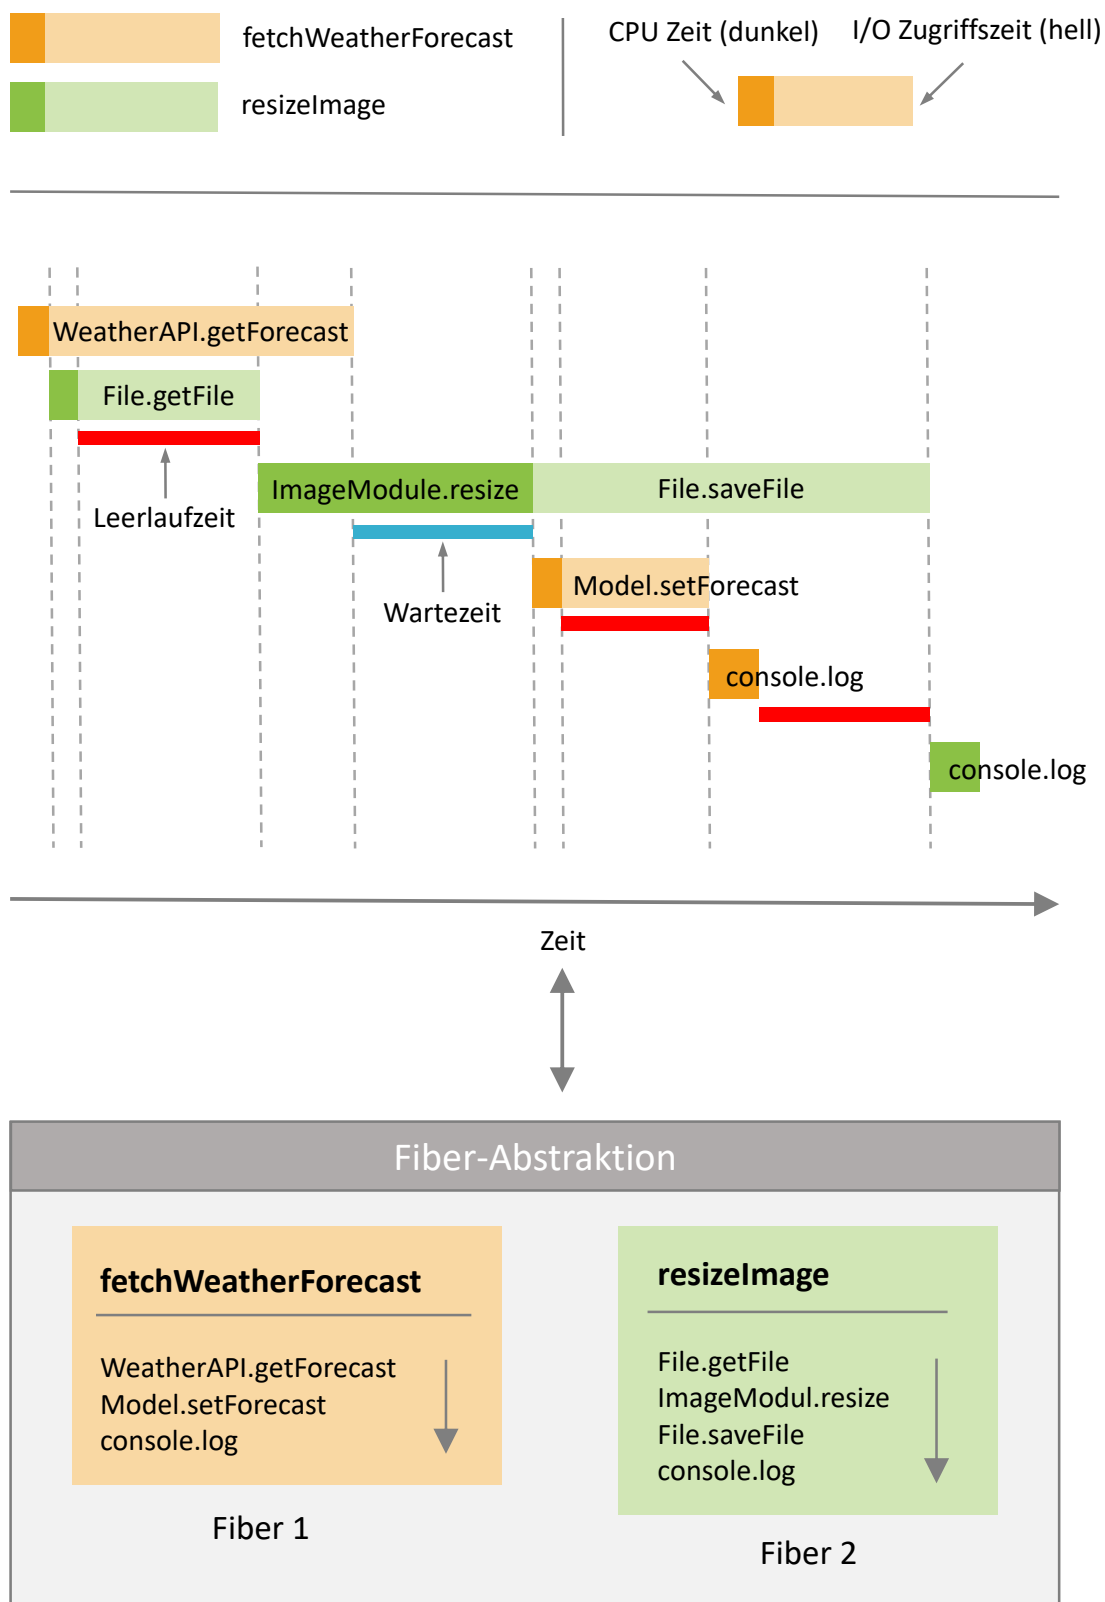 fetchWeatherForecast
resizeImage
CPU Zeit (dunkel)
I/O Zugriffszeit (hell)
WeatherAPI.getForecast
File.getFile
Leerlaufzeit
ImageModule.resize
File.saveFile
Wartezeit
Model.setForecast
console.log
console.log
Zeit
Fiber-Abstraktion
fetchWeatherForecast
WeatherAPI.getForecast
Model.setForecast
console.log
Fiber 1
resizeImage
File.getFile
ImageModul.resize
File.saveFile
console.log
Fiber 2